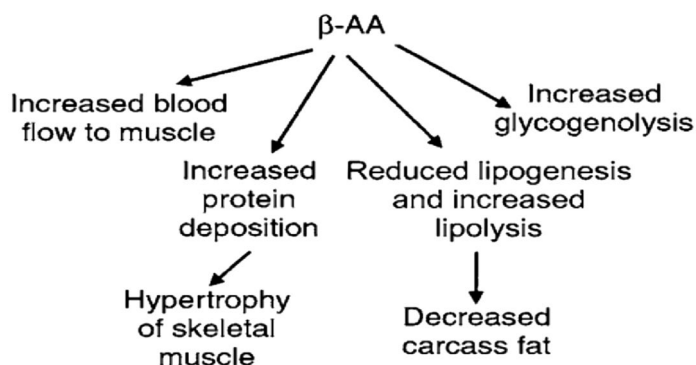 β-AA
Increased blood
flow to muscle
Increased
glycogenolysis
Increased
protein
deposition
Reduced lipogenesis
and increased
lipolysis
Hypertrophy
of skeletal
muscle
Decreased
carcass fat